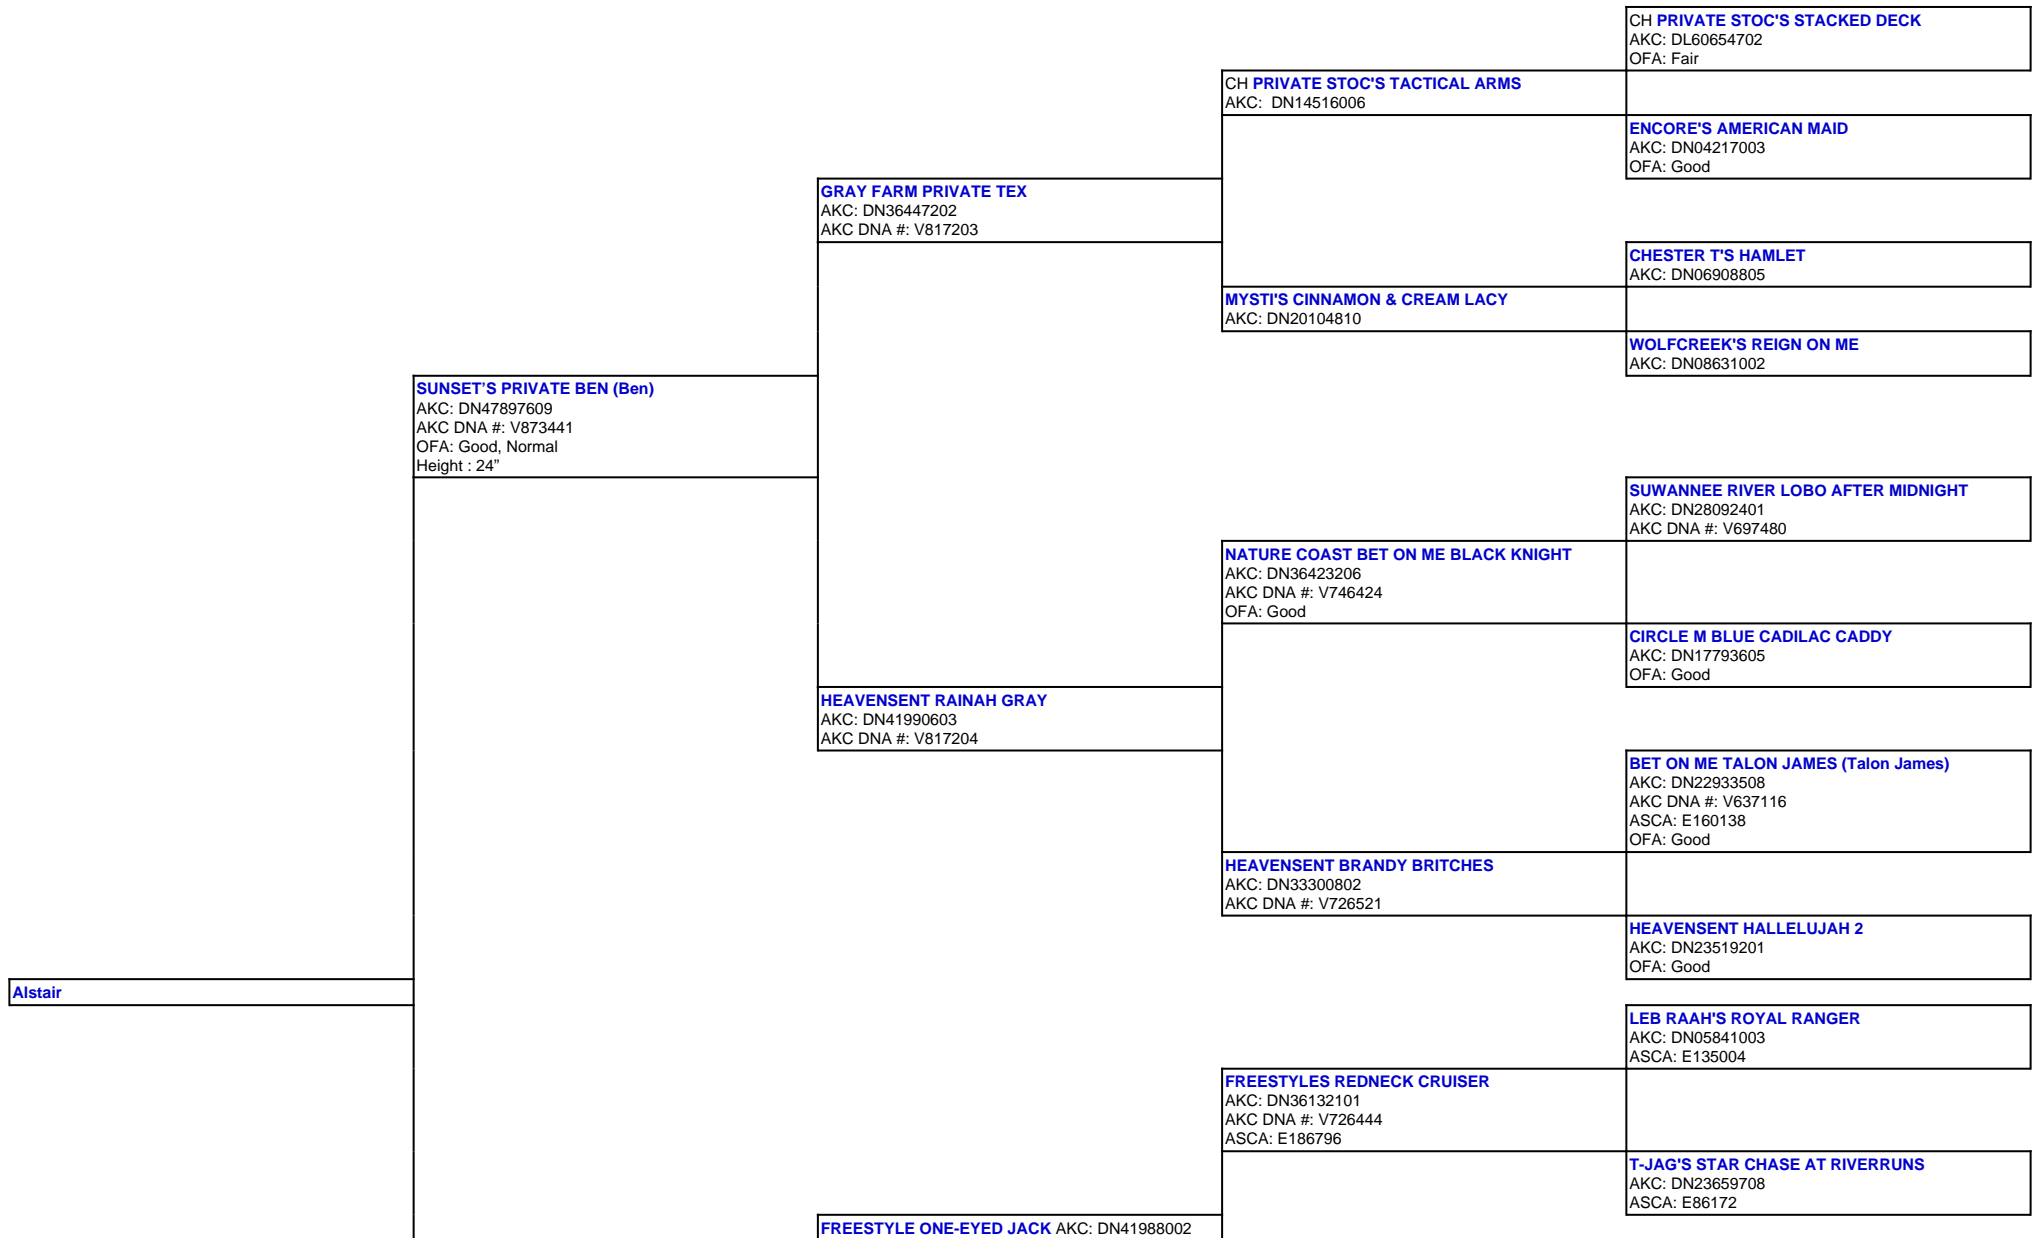 CH PRIVATE STOC'S STACKED DECK
AKC: DL60654702
OFA: Fair
CH PRIVATE STOC'S TACTICAL ARMS
AKC: DN14516006
ENCORE'S AMERICAN MAID
AKC: DN04217003
OFA: Good
GRAY FARM PRIVATE TEX
AKC: DN36447202
AKC DNA #: V817203
CHESTER T'S HAMLET
AKC: DN06908805
MYSTI'S CINNAMON & CREAM LACY
AKC: DN20104810
WOLFCREEK'S REIGN ON ME
AKC: DN08631002
SUNSET’S PRIVATE BEN (Ben)
AKC: DN47897609
AKC DNA #: V873441
OFA: Good, Normal
Height : 24”
SUWANNEE RIVER LOBO AFTER MIDNIGHT
AKC: DN28092401
AKC DNA #: V697480
NATURE COAST BET ON ME BLACK KNIGHT
AKC: DN36423206
AKC DNA #: V746424
OFA: Good
CIRCLE M BLUE CADILAC CADDY
AKC: DN17793605
OFA: Good
HEAVENSENT RAINAH GRAY
AKC: DN41990603
AKC DNA #: V817204
BET ON ME TALON JAMES (Talon James)
AKC: DN22933508
AKC DNA #: V637116
ASCA: E160138
OFA: Good
HEAVENSENT BRANDY BRITCHES
AKC: DN33300802
AKC DNA #: V726521
HEAVENSENT HALLELUJAH 2
AKC: DN23519201
OFA: Good
Alstair
LEB RAAH'S ROYAL RANGER
AKC: DN05841003
ASCA: E135004
FREESTYLES REDNECK CRUISER
AKC: DN36132101
AKC DNA #: V726444
ASCA: E186796
T-JAG'S STAR CHASE AT RIVERRUNS
AKC: DN23659708
ASCA: E86172
FREESTYLE ONE-EYED JACK AKC: DN41988002